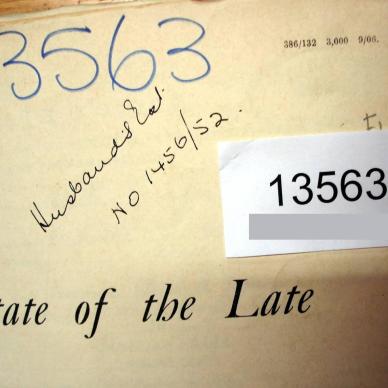 3563
386/132 3,000 9/06.
Husband's Est.
NO 1456/52.
13563
tate of the Late